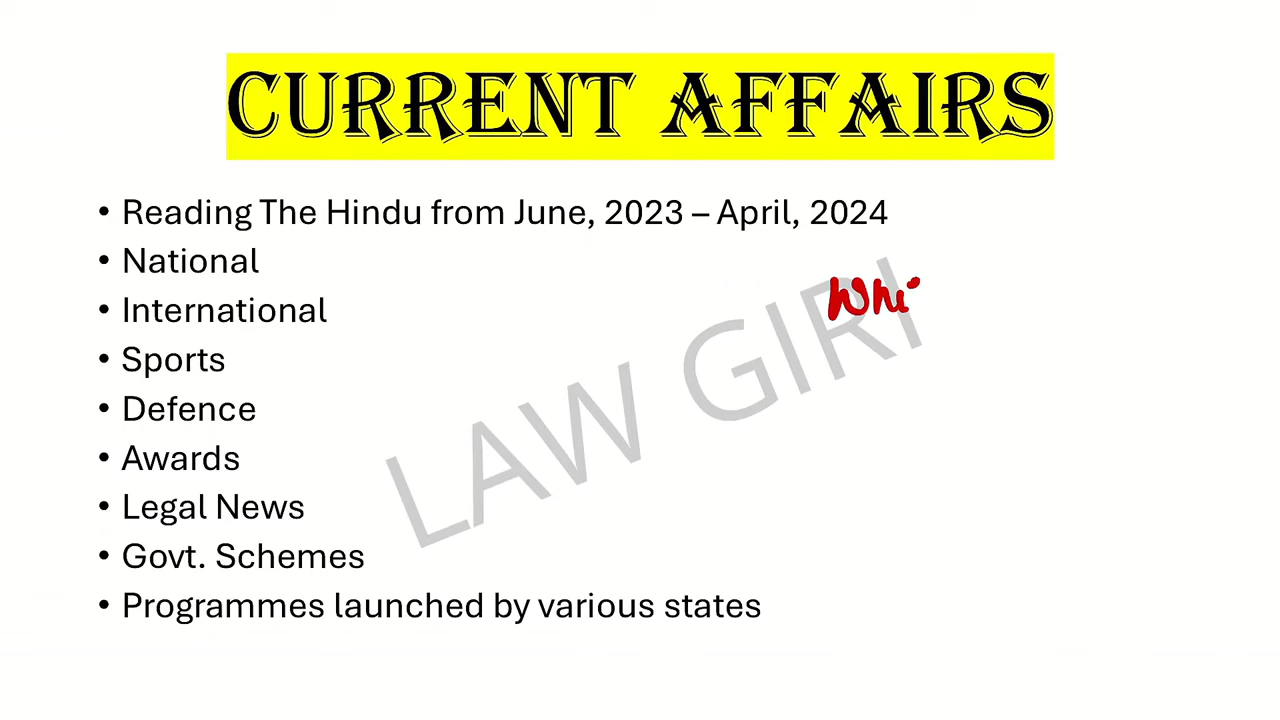 CURRENT AFFAIRS
• Reading The Hindu from June, 2023 – April, 2024
• National
• International
• Sports
• Defence
• Awards
• Legal News
• Govt. Schemes
• Programmes launched by various states
Whi
LAW GIRI